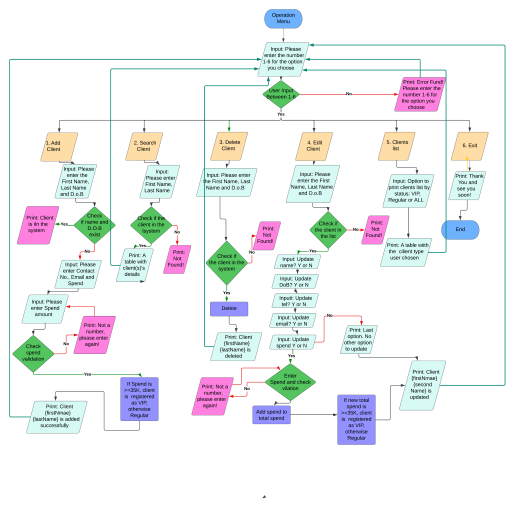 Operation
Menu
Input: Please
enter the number
1-6 for the option
you choose
User Input
Between 1-6
No
Print: Error Fund!
Please enter the
number 1-6 for
the option you
choose
Yes
1. Add
Client
2. Search
Client
3. Delete
Client
4. Edit
Client
5. Clients
list
6. Exit
Input: Please
enter the
First Name,
Last Name
and D.o.B
Input: Please
enter the
First Name,
Last Name
and D.o.B
Input: Please enter
the First Name, Last
Name and D.o.B
Input: Please
enter the First
Name, Last
Name and D.o.B
Input: Option to
print clients list by
status: VIP,
Regular or ALL
Print: Thank
You and
see you
soon!
End
Print: Client
is in the
system
Yes
Check
if name and
D.O.B
exist
No
Check if the
client in the
system
No
Yes
Print: A
table with
client(s)'s
details
Print:
Not
Found!
Check if
the client in the
system
No
Print:
Not
Found!
Yes
Delete
Print: Client
{firstName}
{lastName} is
deleted
Check if
the client in
the list
No
Print:
Not
Found!
Yes
Print: A table with
the client type
user chosen
Input: Please
enter Contact
No., Email and
Spend
Input: Please
enter Spend
amount
Print: Not a
number,
please enter
again!
No
Check
spend
validation
Yes
If Spend is
>=35K, client
is registered
as VIP,
otherwise
Regular
Print: Client
{firstNmae}
{lastName} is added
successfully
Input: Update
name? Y or N
Input: Update
DoB? Y or N
Input: Update
tel? Y or N
Input: Update
email? Y or N
Input: Update
spend Y or N
No
Print: Last
option. No
other option
to update
Yes
Enter
Spend and check
vilation
No
Print: Not a
number,
please enter
again!
Yes
Add spend to
total spend
If new total
spend is
>=35K, client
is registered
as VIP,
otherwise
Regular
Print: Client
{firstNmae}
{second
Name} is
updated